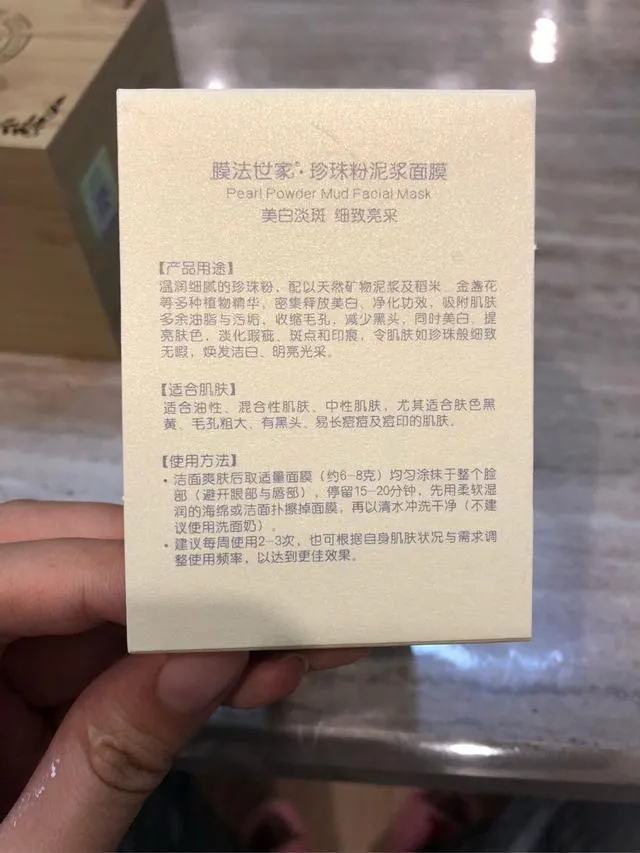 膜法世家®·珍珠粉泥浆面膜
Pearl Powder Mud Facial Mask
美白淡斑 细致亮采
【产品用途】
温润细腻的珍珠粉，配以天然矿物泥浆及稻米、金盏花
等多种植物精华，密集释放美白、净化功效，吸附肌肤
多余油脂与污垢，收缩毛孔，减少黑头，同时美白、提
亮肤色，淡化瑕疵、斑点和印痕，令肌肤如珍珠般细致
无暇，焕发洁白、明亮光采。
【适合肌肤】
适合油性、混合性肌肤、中性肌肤，尤其适合肤色黑
黄、毛孔粗大、有黑头、易长痘痘及痘印的肌肤。
【使用方法】
•洁面爽肤后取适量面膜（约6-8克）均匀涂抹于整个脸
部（避开眼部与唇部），停留15-20分钟，先用柔软湿
润的海绵或洁面扑擦掉面膜，再以清水冲洗干净（不建
议使用洗面奶）。
•建议每周使用2-3次，也可根据自身肌肤状况与需求调
整使用频率，以达到更佳效果。